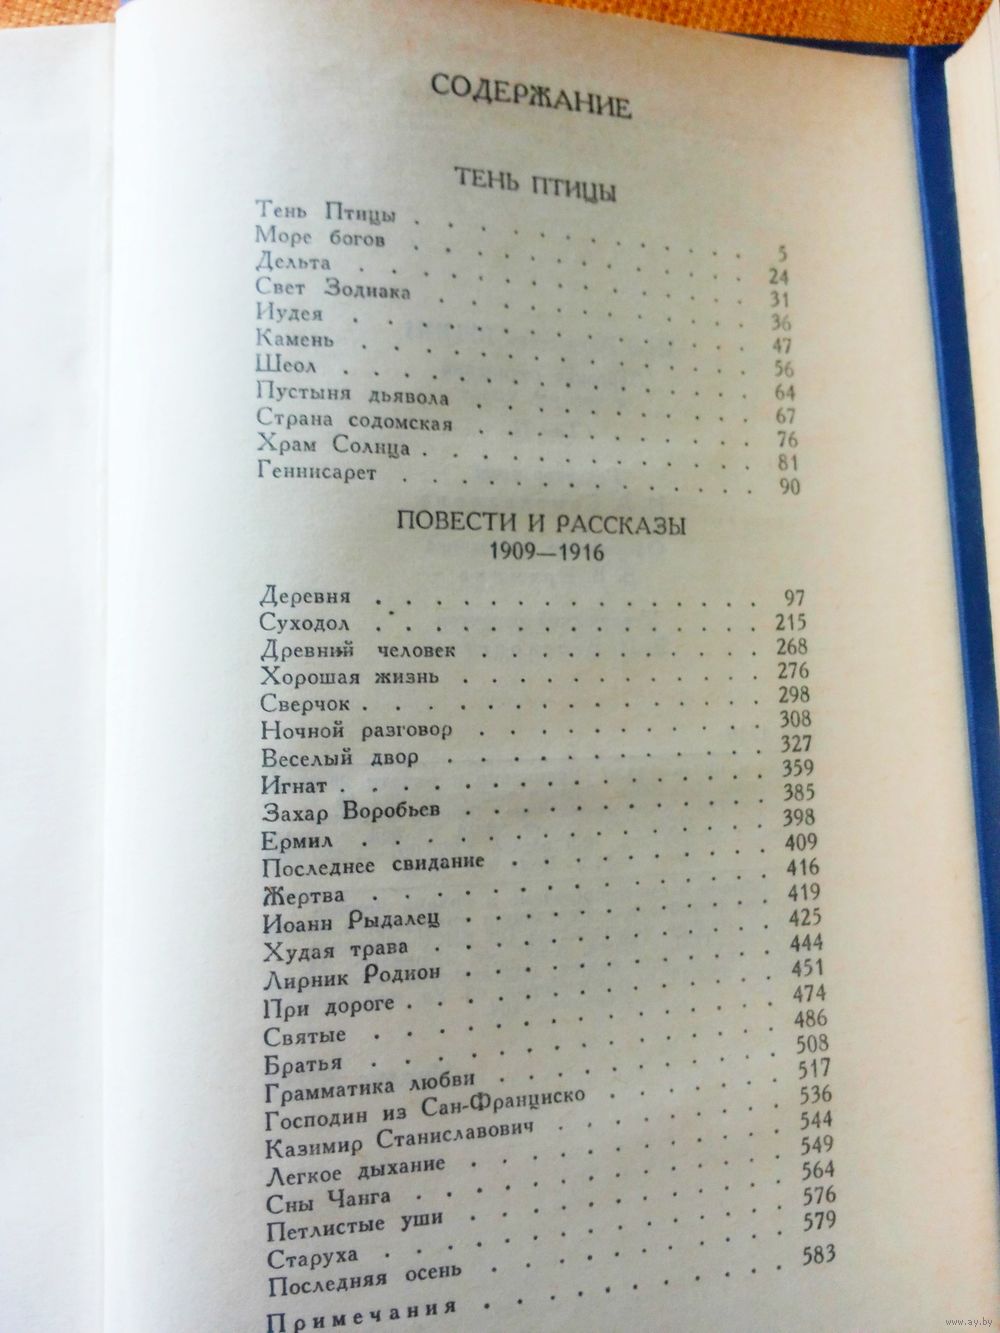 СОДЕРЖАНИЕ
ТЕНЬ ПТИЦЫ
Тень Птицы . . . . . . . . . . . 5
Море богов . . . . . . . . . . . 24
Дельта . . . . . . . . . . . . . 31
Свет Зодиака . . . . . . . . . . 36
Иудея . . . . . . . . . . . . . 47
Камень . . . . . . . . . . . . . 56
Шеол . . . . . . . . . . . . . . 64
Пустыня дьявола . . . . . . . . . 67
Страна содомская . . . . . . . . 76
Храм Солнца . . . . . . . . . . . 81
Геннисарет . . . . . . . . . . . 90
ПОВЕСТИ И РАССКАЗЫ
1909—1916
Деревня . . . . . . . . . . . . . 97
Суходол . . . . . . . . . . . . . 215
Древний человек . . . . . . . . . 268
Хорошая жизнь . . . . . . . . . . 276
Сверчок . . . . . . . . . . . . . 298
Ночной разговор . . . . . . . . . 308
Веселый двор . . . . . . . . . . 327
Игнат . . . . . . . . . . . . . . 359
Захар Воробьев . . . . . . . . . 385
Ермил . . . . . . . . . . . . . . 398
Последнее свидание . . . . . . . 409
Жертва . . . . . . . . . . . . . 416
Иоанн Рыдалец . . . . . . . . . . 419
Худая трава . . . . . . . . . . . 425
Лирник Родион . . . . . . . . . . 444
При дороге . . . . . . . . . . . 451
Святые . . . . . . . . . . . . . 474
Братья . . . . . . . . . . . . . 486
Грамматика любви . . . . . . . . 508
Господин из Сан-Франциско . . . . 517
Казимир Станиславович . . . . . . 536
Легкое дыхание . . . . . . . . . 544
Сны Чанга . . . . . . . . . . . . 549
Петлистые уши . . . . . . . . . . 564
Старуха . . . . . . . . . . . . . 576
Последняя осень . . . . . . . . . 579
Примечания . . . . . . . . . . . 583
www.ay.by